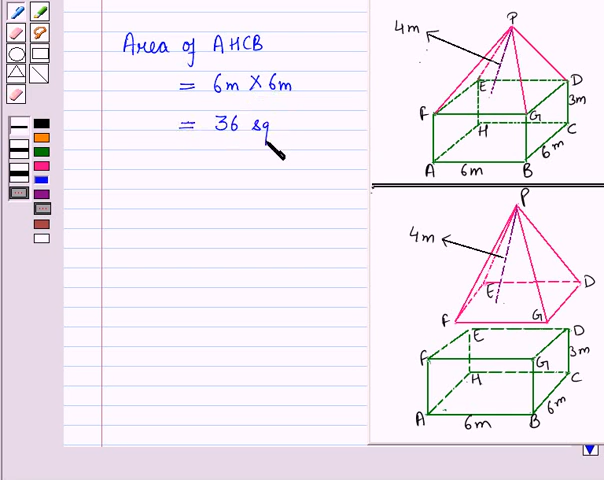 Area of AHCB
= 6m × 6m
= 36 sq
P
4m
E
D
3m
F
G
H
C
6m
A
6m
B
P
4m
E
D
F
G
E
D
3m
F
G
H
C
6m
A
6m
B